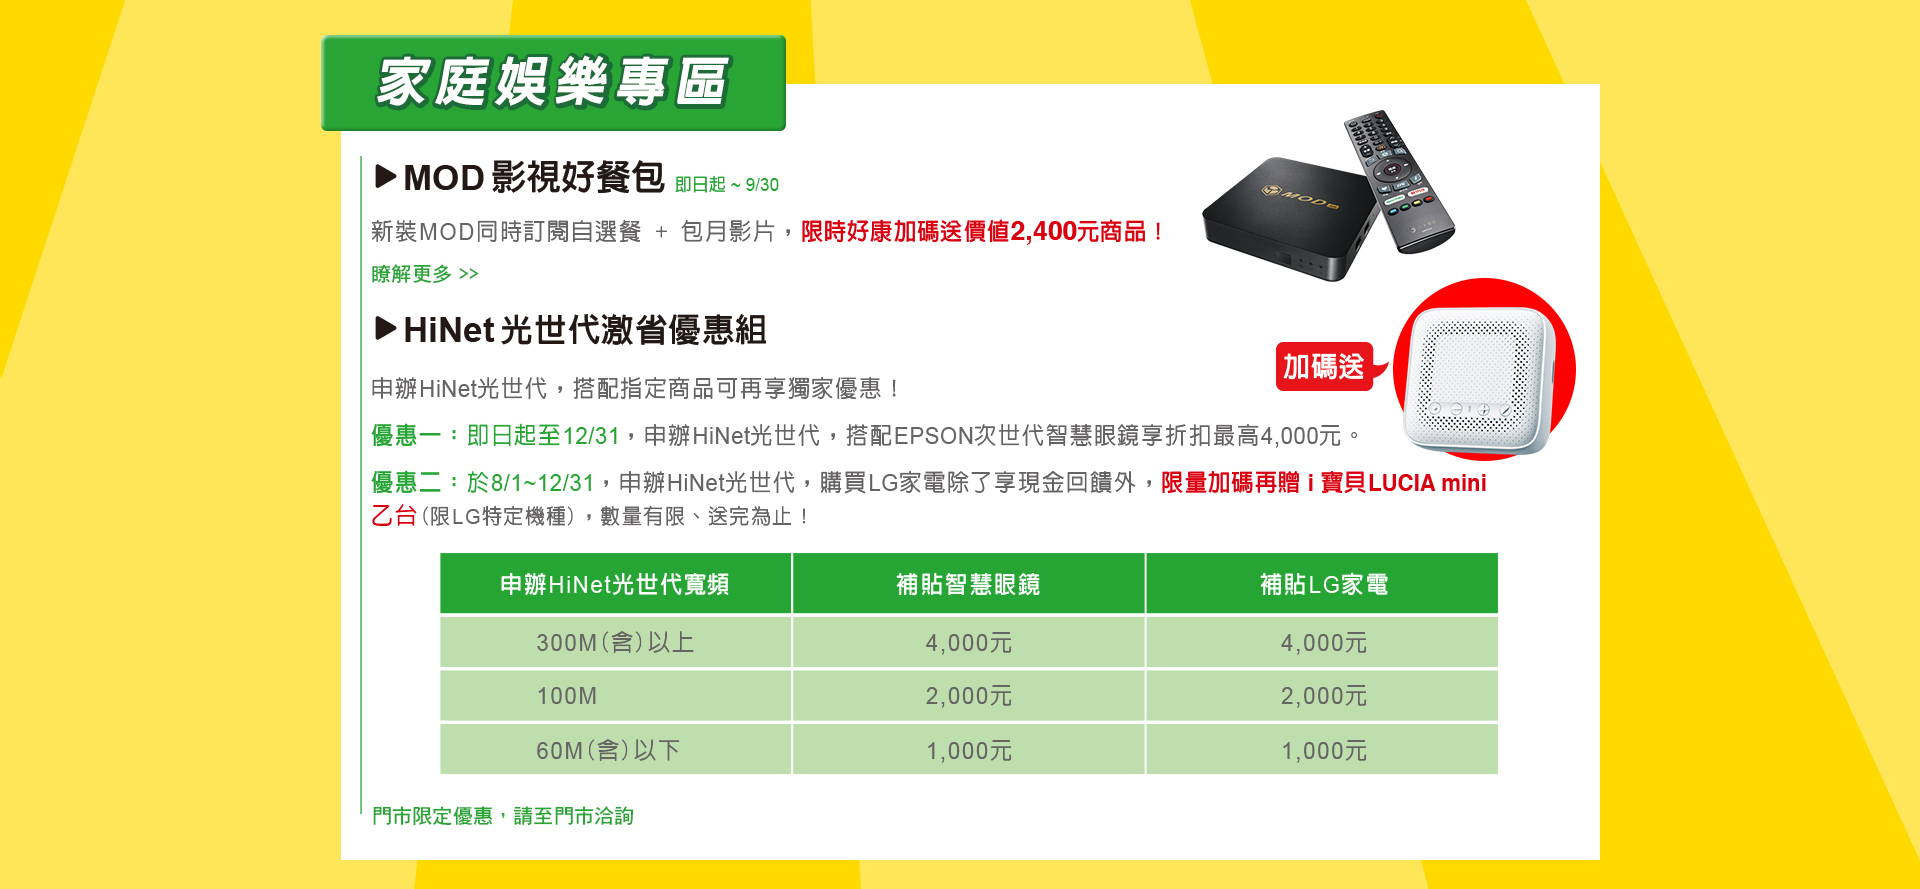 家庭娛樂專區
MOD 影視好餐包 即日起 ~ 9/30
新裝MOD同時訂閱自選餐 + 包月影片，限時好康加碼送價值2,400元商品！
瞭解更多 >>
MOD
HiNet 光世代激省優惠組
加碼送
申辦HiNet光世代，搭配指定商品可再享獨家優惠！
優惠一：即日起至12/31，申辦HiNet光世代，搭配EPSON次世代智慧眼鏡享折扣最高4,000元。
優惠二：於8/1~12/31，申辦HiNet光世代，購買LG家電除了享現金回饋外，限量加碼再贈 i 寶貝LUCIA mini
乙台(限LG特定機種)，數量有限、送完為止！
申辦HiNet光世代寬頻 補貼智慧眼鏡 補貼LG家電
300M(含)以上 4,000元 4,000元
100M 2,000元 2,000元
60M(含)以下 1,000元 1,000元
門市限定優惠，請至門市洽詢